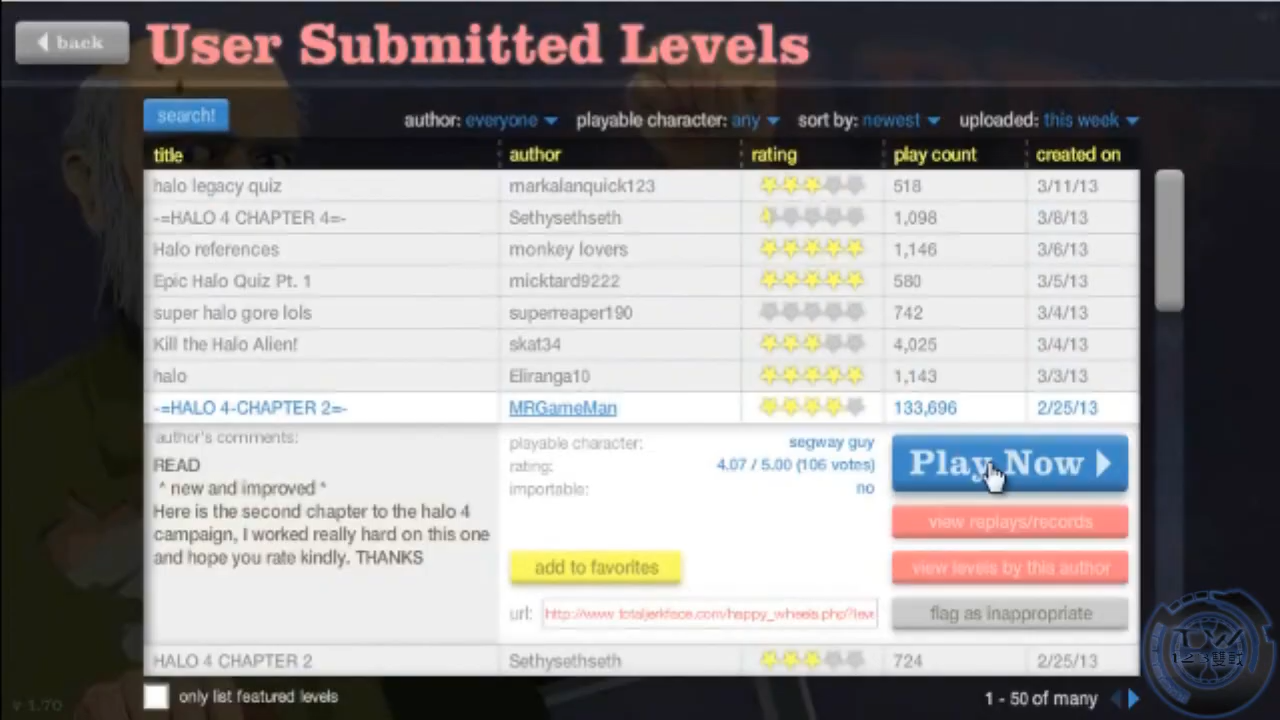 back
User Submitted Levels
search!
author: everyone playable character: any sort by: newest uploaded: this week
title author rating play count created on
halo legacy quiz markalanquick123 518 3/11/13
-=HALO 4 CHAPTER 4=- Sethysethseth 1,098 3/8/13
Halo references monkey lovers 1,146 3/6/13
Epic Halo Quiz Pt. 1 micktard9222 580 3/5/13
super halo gore lols superreaper190 742 3/4/13
Kill the Halo Alien! skat34 4,025 3/4/13
halo Eliranga10 1,143 3/3/13
-=HALO 4-CHAPTER 2=- MRGameMan 133,696 2/25/13
author's comments:
READ
* new and improved *
Here is the second chapter to the halo 4
campaign, I worked really hard on this one
and hope you rate kindly. THANKS
playable character: segway guy
rating: 4.07 / 5.00 (106 votes)
importable: no
add to favorites
url: http://www.totaljerkface.com/happy_wheels.php?leve
Play Now
view replays/records
view levels by this author
flag as inappropriate
HALO 4 CHAPTER 2 Sethysethseth 724 2/25/13
only list featured levels
1 - 50 of many
v 1.70